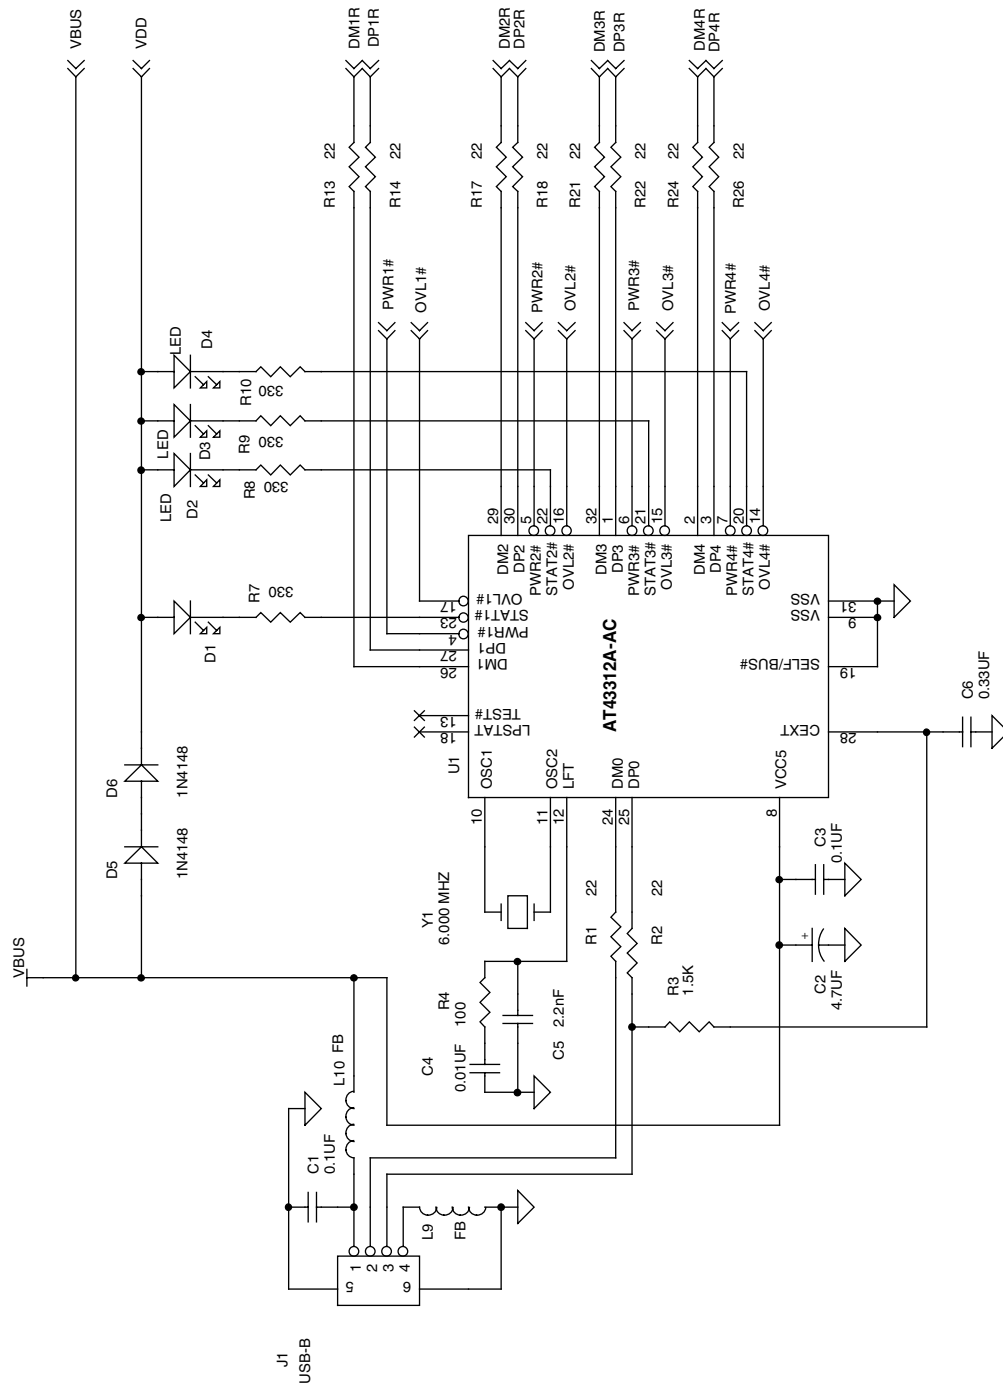 VBUS
VDD
DM1R
DP1R
DM2R
DP2R
DM3R
DP3R
DM4R
DP4R
R13 22
R14 22
R17 22
R18 22
R21 22
R22 22
R24 22
R26 22
PWR1#
OVL1#
PWR2#
OVL2#
PWR3#
OVL3#
PWR4#
OVL4#
LED
D4
R10
330
LED
D3
R9
330
LED
D2
R8
330
D1
R7
330
D6
1N4148
D5
1N4148
VBUS
U1
AT43312A-AC
29 DM2
30 DP2
5 PWR2#
22 STAT2#
16 OVL2#
32 DM3
1 DP3
6 PWR3#
21 STAT3#
15 OVL3#
2 DM4
3 DP4
7 PWR4#
20 STAT4#
14 OVL4#
17 OVL1#
23 STAT1#
4 PWR1#
27 DP1
26 DM1
13 TEST#
18 LPSTAT
10 OSC1
11 OSC2
12 LFT
24 DM0
25 DP0
8 VCC5
31 VSS
9 VSS
19 SELF/BUS#
28 CEXT
C6
0.33UF
Y1
6.000 MHZ
R4
100
C4
0.01UF
C5 2.2nF
R1 22
R2 22
R3
1.5K
C3
0.1UF
+
C2
4.7UF
L10 FB
C1
0.1UF
L9
FB
5
1
2
3
4
6
J1
USB-B